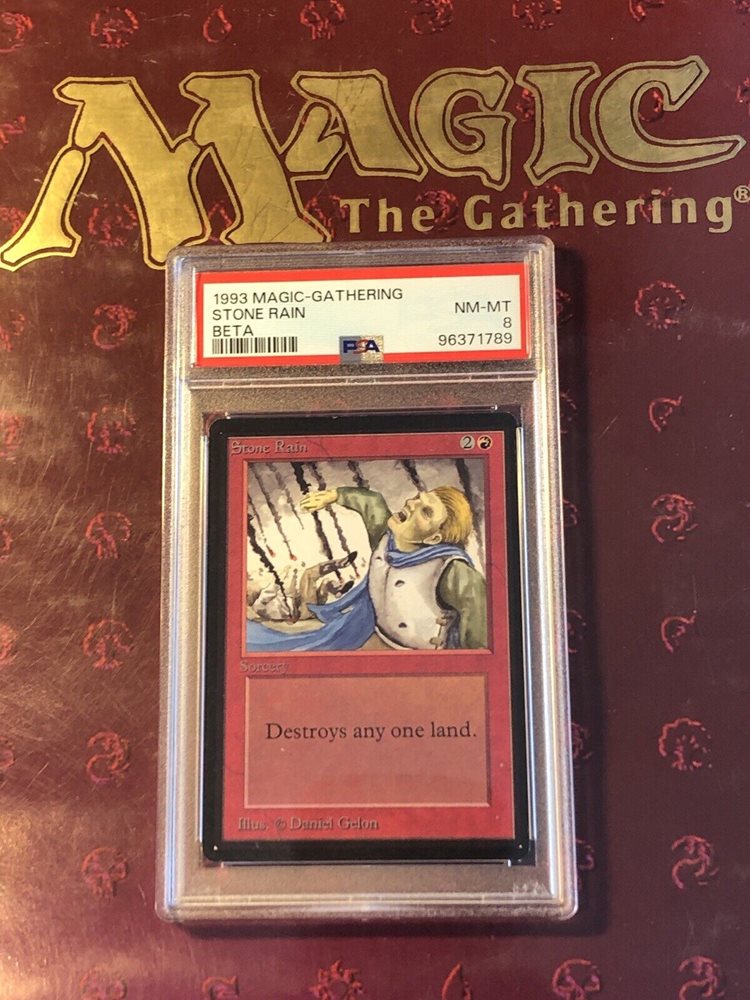 MAGIC
The Gathering®
1993 MAGIC-GATHERING
STONE RAIN
BETA
NM-MT
8
96371789
PSA
Stone Rain 2
Sorcery
Destroys any one land.
Illus. © Daniel Gelon